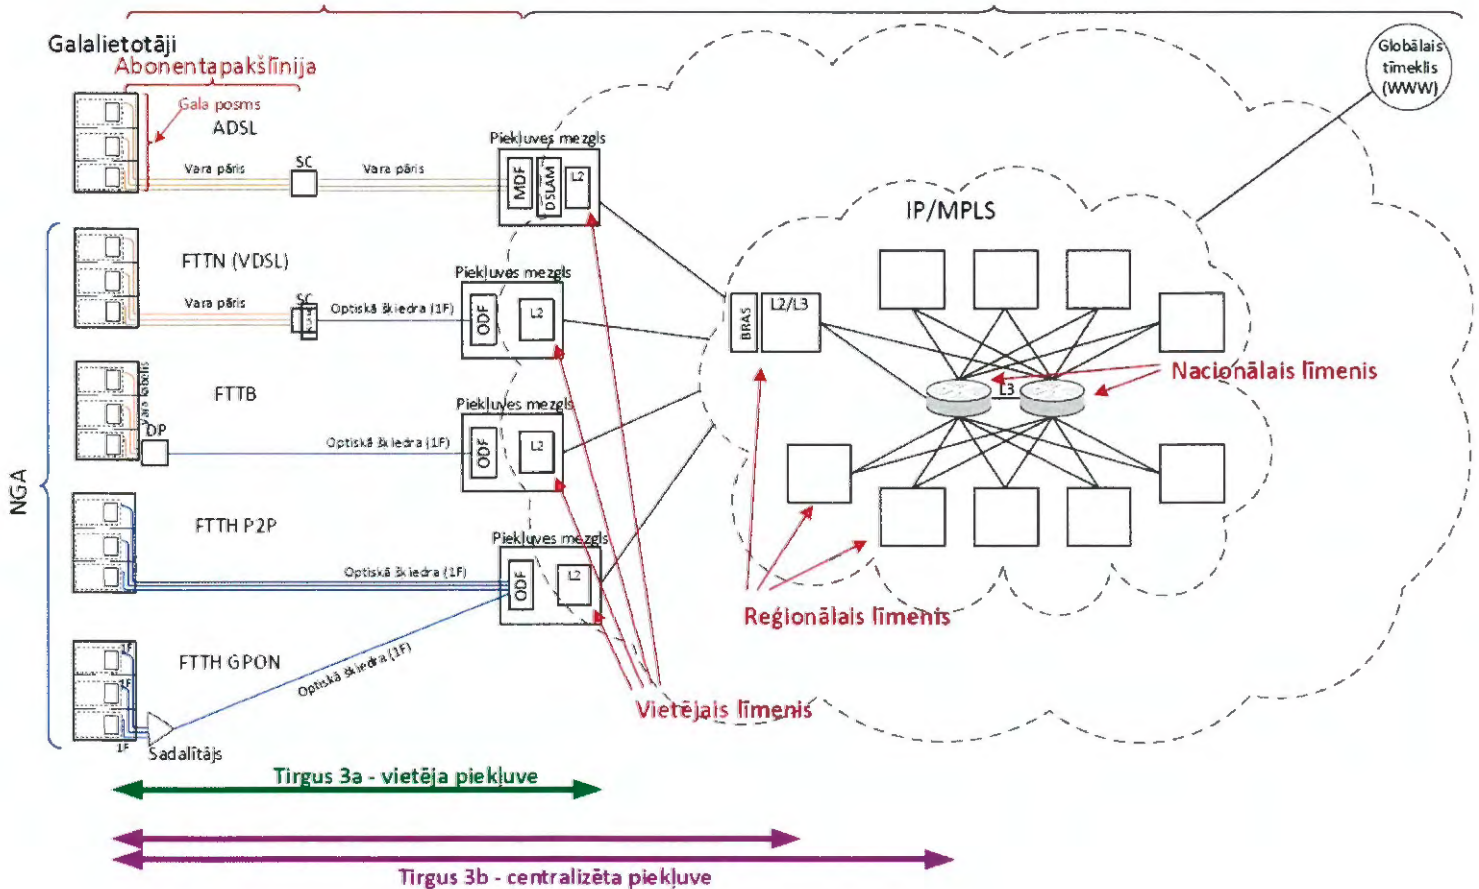 Galalietotāji
Abonentapakšlīnija
Gala posms
ADSL
Vara pāris
SC
Vara pāris
Piekļuves mezgls
MDF
DSLAM
L2
Globālais
tīmeklis
(WWW)
IP/MPLS
NGA
FTTN (VDSL)
Vara pāris
SC
Optiskā šķiedra (1F)
Piekļuves mezgls
ODF
L2
BRAS
L2/L3
L3
Nacionālais līmenis
FTTB
Vara kabelis
DP
Optiskā šķiedra (1F)
Piekļuves mezgls
ODF
L2
FTTH P2P
Optiskā šķiedra (1F)
Piekļuves mezgls
ODF
L2
Reģionālais līmenis
FTTH GPON
1F
1F
1F
Optiskā šķiedra (1F)
Sadalītājs
Vietējais līmenis
Tirgus 3a - vietēja piekļuve
Tirgus 3b - centralizēta piekļuve